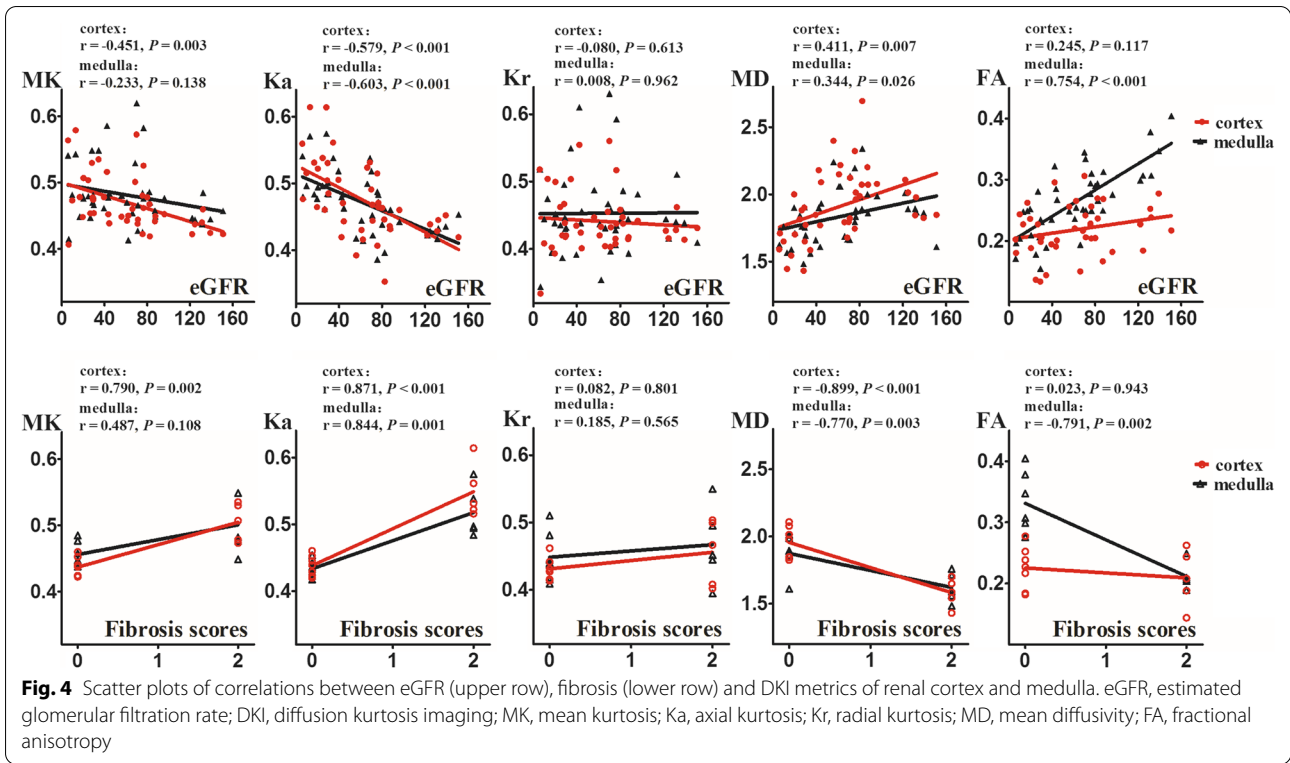 cortex:
r = -0.451, P = 0.003
medulla:
r = -0.233, P = 0.138
MK
0.6
0.5
0.4
eGFR
0 40 80 120 160
cortex:
r = -0.579, P < 0.001
medulla:
r = -0.603, P < 0.001
Ka
0.6
0.5
0.4
eGFR
0 40 80 120 160
cortex:
r = -0.080, P = 0.613
medulla:
r = 0.008, P = 0.962
Kr
0.6
0.4
eGFR
0 40 80 120 160
cortex:
r = 0.411, P = 0.007
medulla:
r = 0.344, P = 0.026
MD
2.5
2.0
1.5
eGFR
0 40 80 120 160
cortex:
r = 0.245, P = 0.117
medulla:
r = 0.754, P < 0.001
FA
0.4
0.3
0.2
eGFR
0 40 80 120 160
cortex
medulla
cortex:
r = 0.790, P = 0.002
medulla:
r = 0.487, P = 0.108
MK
0.6
0.5
0.4
Fibrosis scores
0 1 2
cortex:
r = 0.871, P < 0.001
medulla:
r = 0.844, P = 0.001
Ka
0.6
0.5
0.4
Fibrosis scores
0 1 2
cortex:
r = 0.082, P = 0.801
medulla:
r = 0.185, P = 0.565
Kr
0.6
0.5
0.4
Fibrosis scores
0 1 2
cortex:
r = -0.899, P < 0.001
medulla:
r = -0.770, P = 0.003
MD
2.5
2.0
1.5
Fibrosis scores
0 1 2
cortex:
r = 0.023, P = 0.943
medulla:
r = -0.791, P = 0.002
FA
0.4
0.3
0.2
Fibrosis scores
0 1 2
cortex
medulla
Fig. 4 Scatter plots of correlations between eGFR (upper row), fibrosis (lower row) and DKI metrics of renal cortex and medulla. eGFR, estimated
glomerular filtration rate; DKI, diffusion kurtosis imaging; MK, mean kurtosis; Ka, axial kurtosis; Kr, radial kurtosis; MD, mean diffusivity; FA, fractional
anisotropy